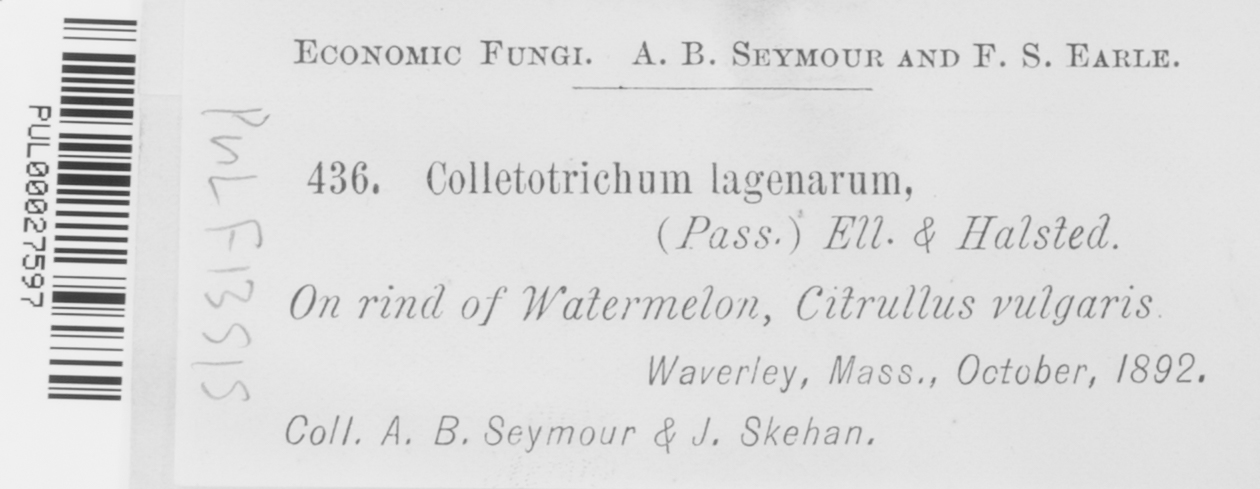 PUL00027597
PUL F13515
ECONOMIC FUNGI. A. B. SEYMOUR AND F. S. EARLE.
436. Colletotrichum lagenarum,
(Pass.) Ell. & Halsted.
On rind of Watermelon, Citrullus vulgaris.
Waverley, Mass., October, 1892.
Coll. A. B. Seymour & J. Skehan.